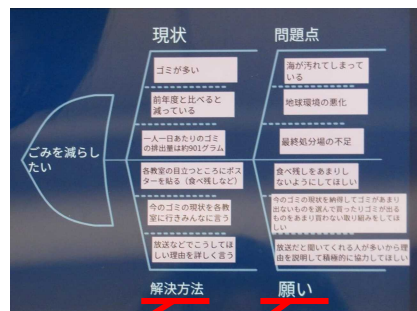 現状
問題点
ゴミが多い
海が汚れてしまって
いる
前年度と比べると
減っている
地球環境の悪化
一人一日あたりのゴミ
の排出量は約901グラム
最終処分場の不足
ごみを減らし
たい
各教室の目立つところにポス
ターを貼る（食べ残しなど）
食べ残しをあまりし
ないようにしてほしい
今のゴミの現状を各教
室に行きみんなに言う
今のゴミの現状を納得してゴミがあまり
出ないものを選んで買ったりゴミが出る
ものをあまり買わない取り組みをしてほ
しい
放送などでこうしてほ
しい理由を詳しく言う
放送だと聞いてくれる人が多いから理
由を説明して積極的に協力してほしい
解決方法
願い